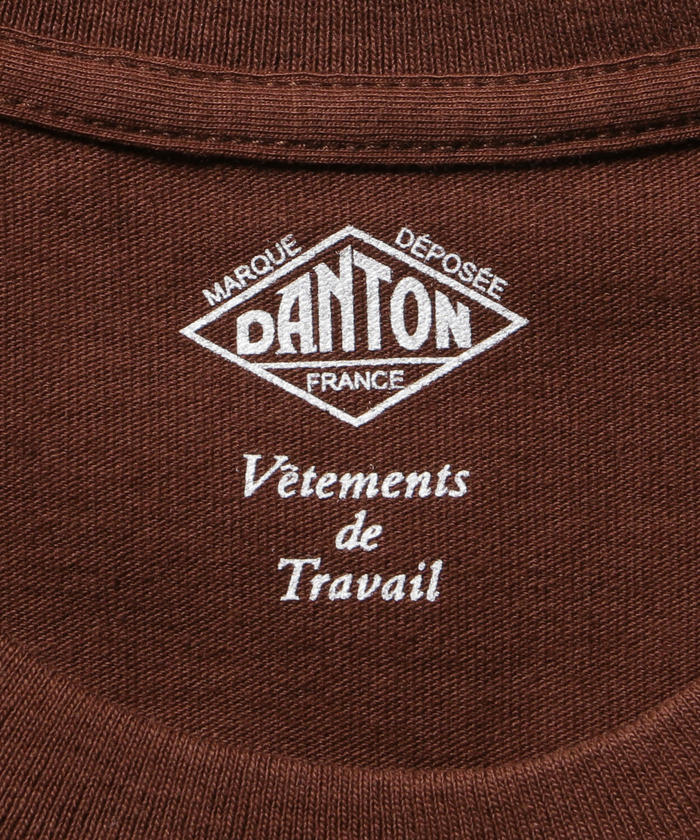 MARQUE DÉPOSÉE
DANTON
FRANCE
Vêtements
de
Travail